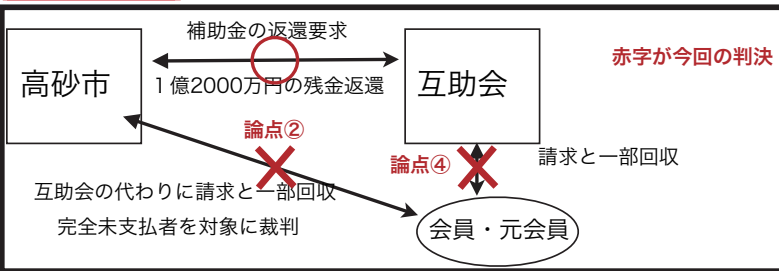 補助金の返還要求
赤字が今回の判決
高砂市
互助会
1億2000万円の残金返還
論点②
論点④
請求と一部回収
互助会の代わりに請求と一部回収
完全未支払者を対象に裁判
会員・元会員